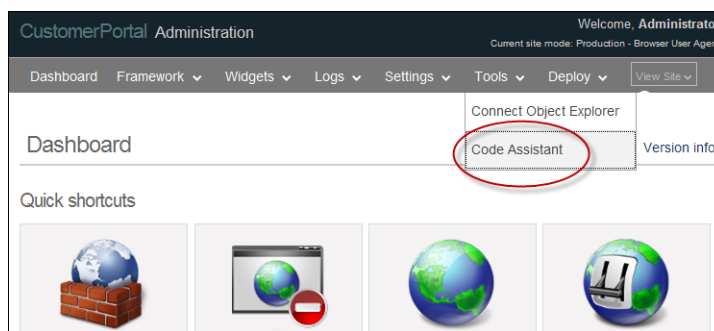 CustomerPortal Administration
Welcome, Administrato
Current site mode: Production - Browser User Agen
Dashboard Framework Widgets Logs Settings Tools Deploy View Site
Connect Object Explorer
Code Assistant
Dashboard
Version info
Quick shortcuts